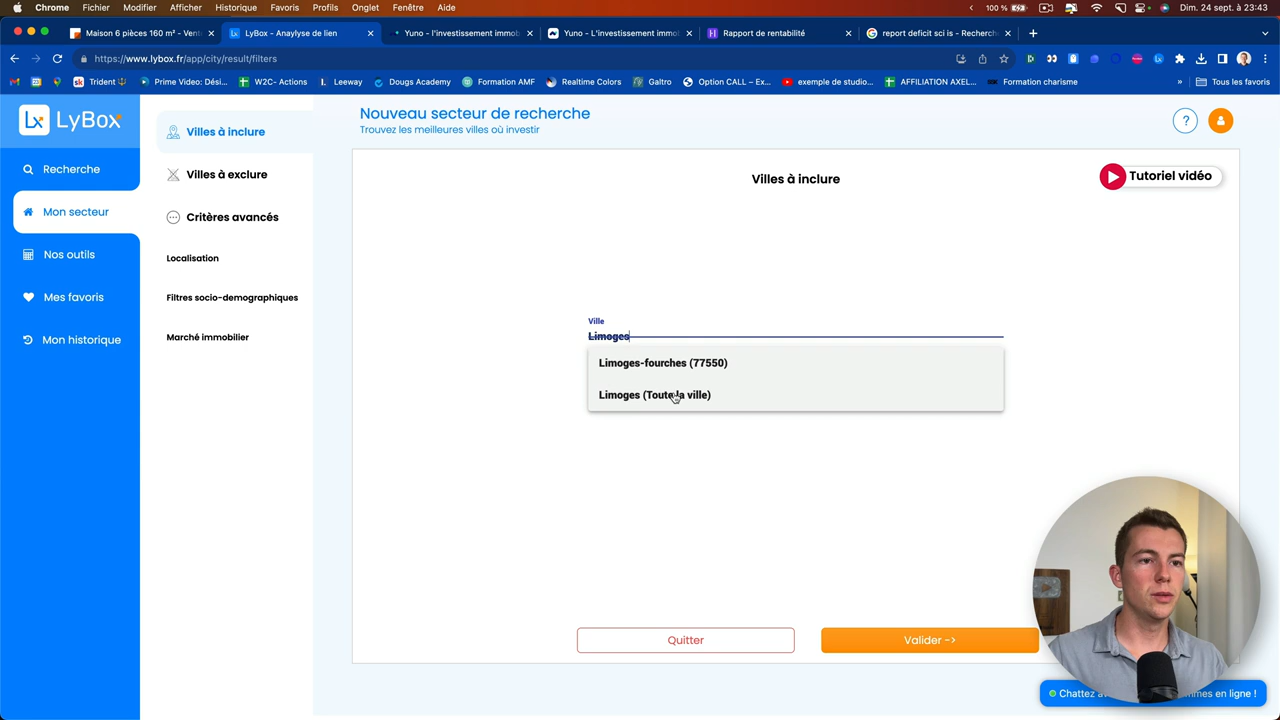 Chrome Fichier Modifier Afficher Historique Favoris Profils Onglet Fenêtre Aide
100 % Dim. 24 sept. à 23:43
Maison 6 pièces 160 m² - Vent
LyBox - Anaylyse de lien
Yuno - l'investissement immob
Yuno - L'investissement immob
Rapport de rentabilité
report deficit sci is - Recherch
https://www.lybox.fr/app/city/result/filters
Trident
Prime Video: Dési...
W2C- Actions
Leeway
Dougs Academy
Formation AMF
Realtime Colors
Galtro
Option CALL – Ex...
exemple de studio...
AFFILIATION AXEL...
Formation charisme
»
Tous les favoris
Lx LyBox
Recherche
Mon secteur
Nos outils
Mes favoris
Mon historique
Villes à inclure
Villes à exclure
Critères avancés
Localisation
Filtres socio-demographiques
Marché immobilier
Nouveau secteur de recherche
Trouvez les meilleures villes où investir
?
Villes à inclure
Tutoriel vidéo
Ville
Limoges
Limoges-fourches (77550)
Limoges (Toute la ville)
Quitter
Valider ->
Chattez mmes en ligne !